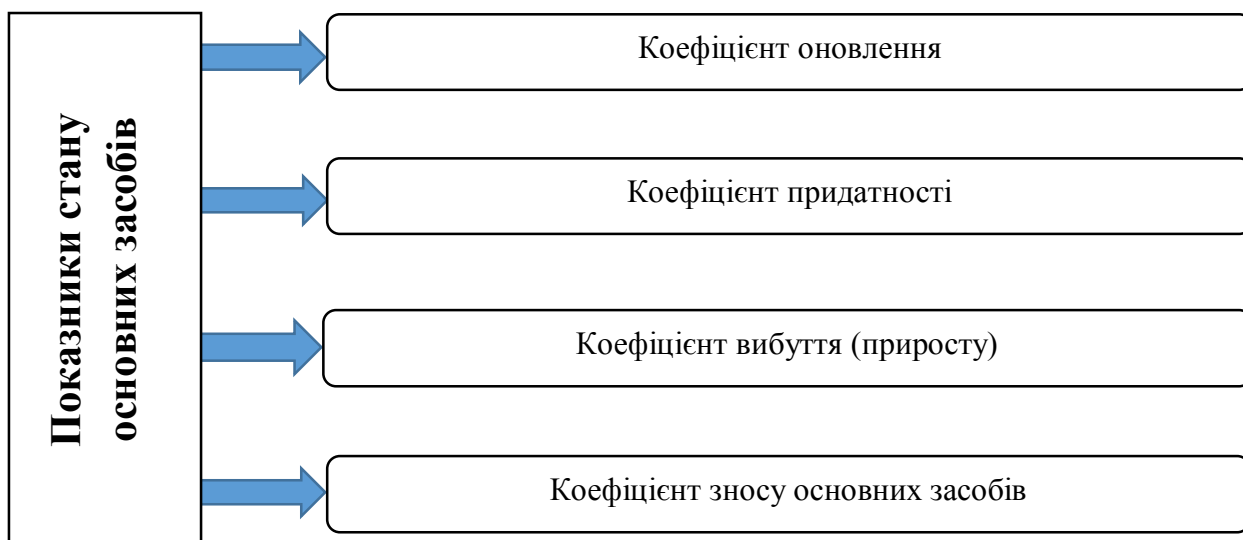 Показники стану
основних засобів
Коефіцієнт оновлення
Коефіцієнт придатності
Коефіцієнт вибуття (приросту)
Коефіцієнт зносу основних засобів